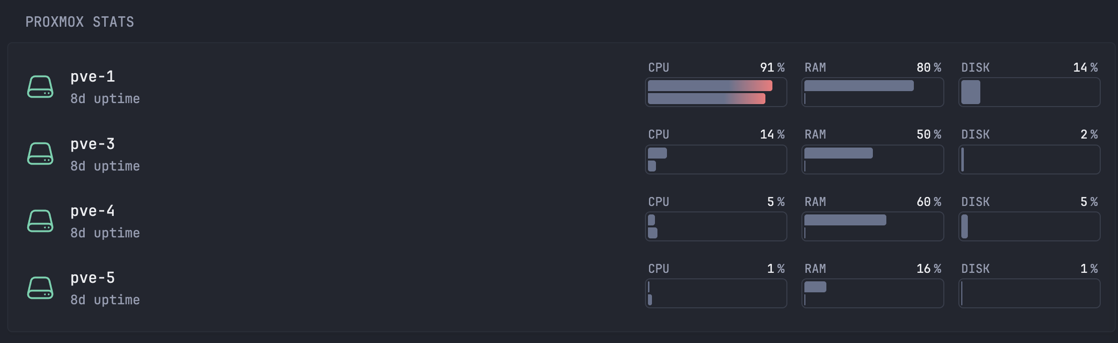 PROXMOX STATS
pve-1
8d uptime
CPU 91%
RAM 80%
DISK 14%
pve-3
8d uptime
CPU 14%
RAM 50%
DISK 2%
pve-4
8d uptime
CPU 5%
RAM 60%
DISK 5%
pve-5
8d uptime
CPU 1%
RAM 16%
DISK 1%